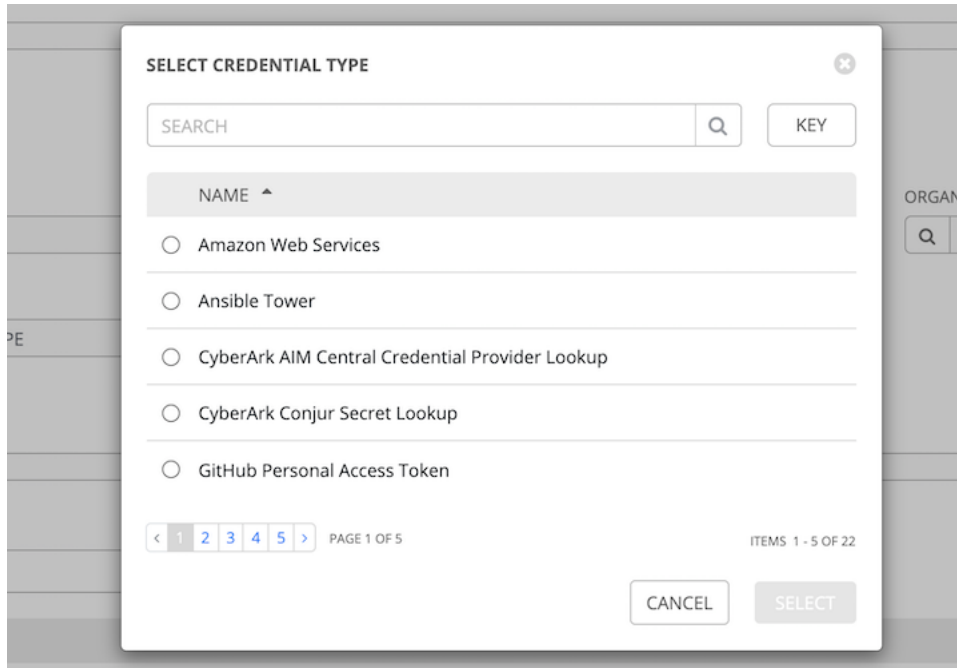 SELECT CREDENTIAL TYPE
SEARCH
KEY
NAME
ORGAN
Amazon Web Services
Ansible Tower
PE
CyberArk AIM Central Credential Provider Lookup
CyberArk Conjur Secret Lookup
GitHub Personal Access Token
< 1 2 3 4 5 > PAGE 1 OF 5
ITEMS 1 - 5 OF 22
CANCEL
SELECT